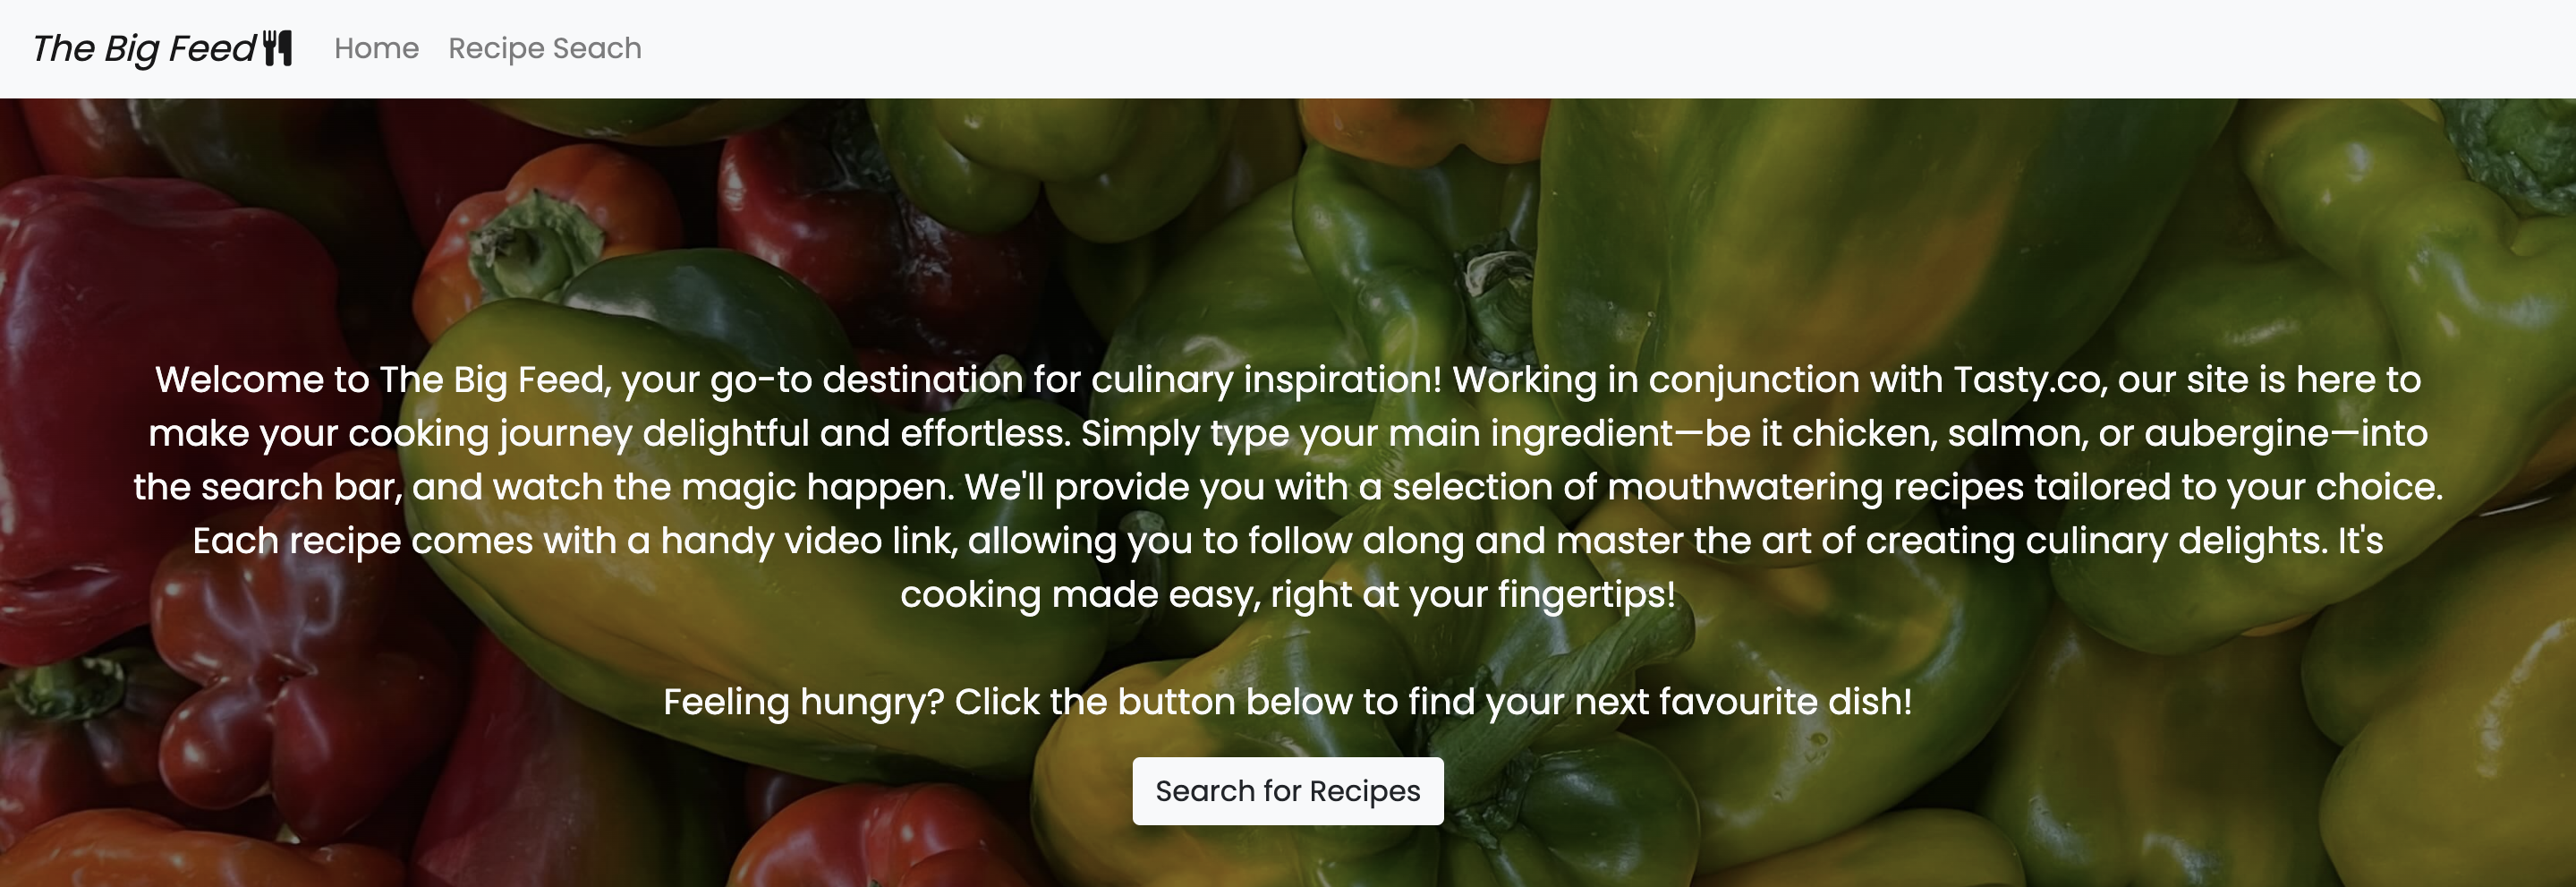 The Big Feed
Home
Recipe Seach
Welcome to The Big Feed, your go-to destination for culinary inspiration! Working in conjunction with Tasty.co, our site is here to
make your cooking journey delightful and effortless. Simply type your main ingredient—be it chicken, salmon, or aubergine—into
the search bar, and watch the magic happen. We'll provide you with a selection of mouthwatering recipes tailored to your choice.
Each recipe comes with a handy video link, allowing you to follow along and master the art of creating culinary delights. It's
cooking made easy, right at your fingertips!
Feeling hungry? Click the button below to find your next favourite dish!
Search for Recipes